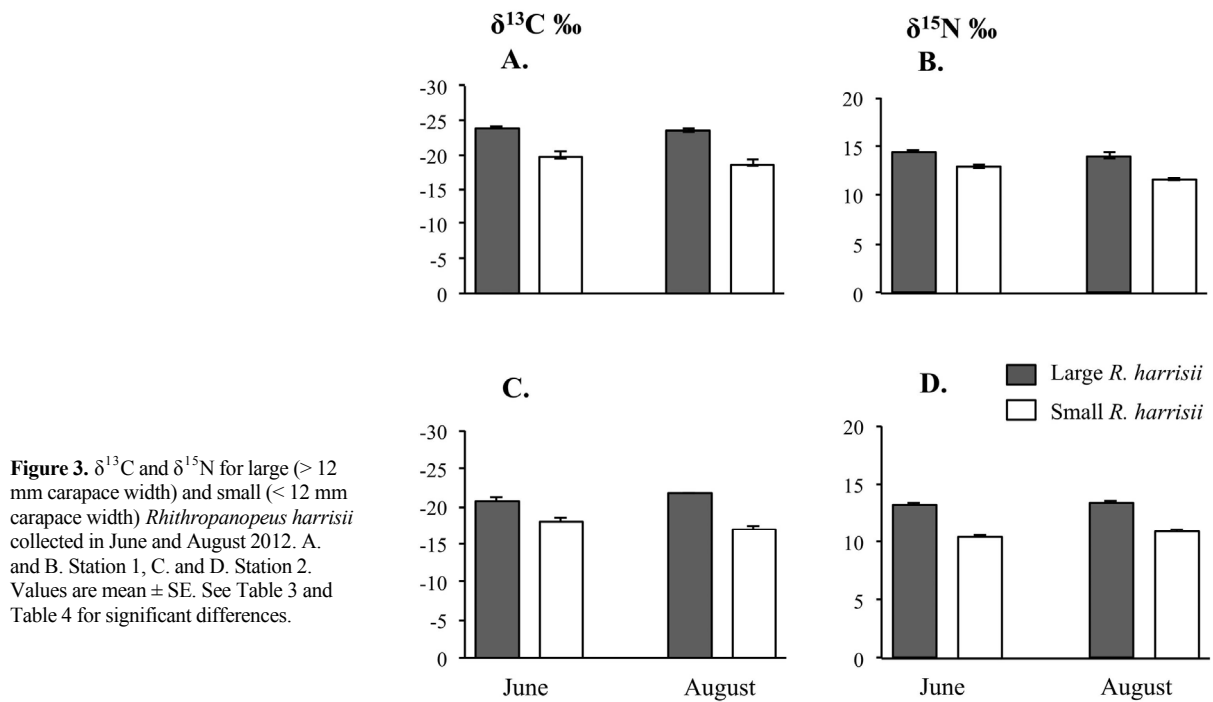 δ¹³C ‰
δ¹⁵N ‰
A.
-30
-25
-20
-15
-10
-5
0
B.
20
15
10
5
0
Large R. harrisii
Small R. harrisii
C.
-30
-25
-20
-15
-10
-5
0
June
August
D.
20
15
10
5
0
June
August
Figure 3. δ¹³C and δ¹⁵N for large (> 12
mm carapace width) and small (< 12 mm
carapace width) Rhithropanopeus harrisii
collected in June and August 2012. A.
and B. Station 1, C. and D. Station 2.
Values are mean ± SE. See Table 3 and
Table 4 for significant differences.